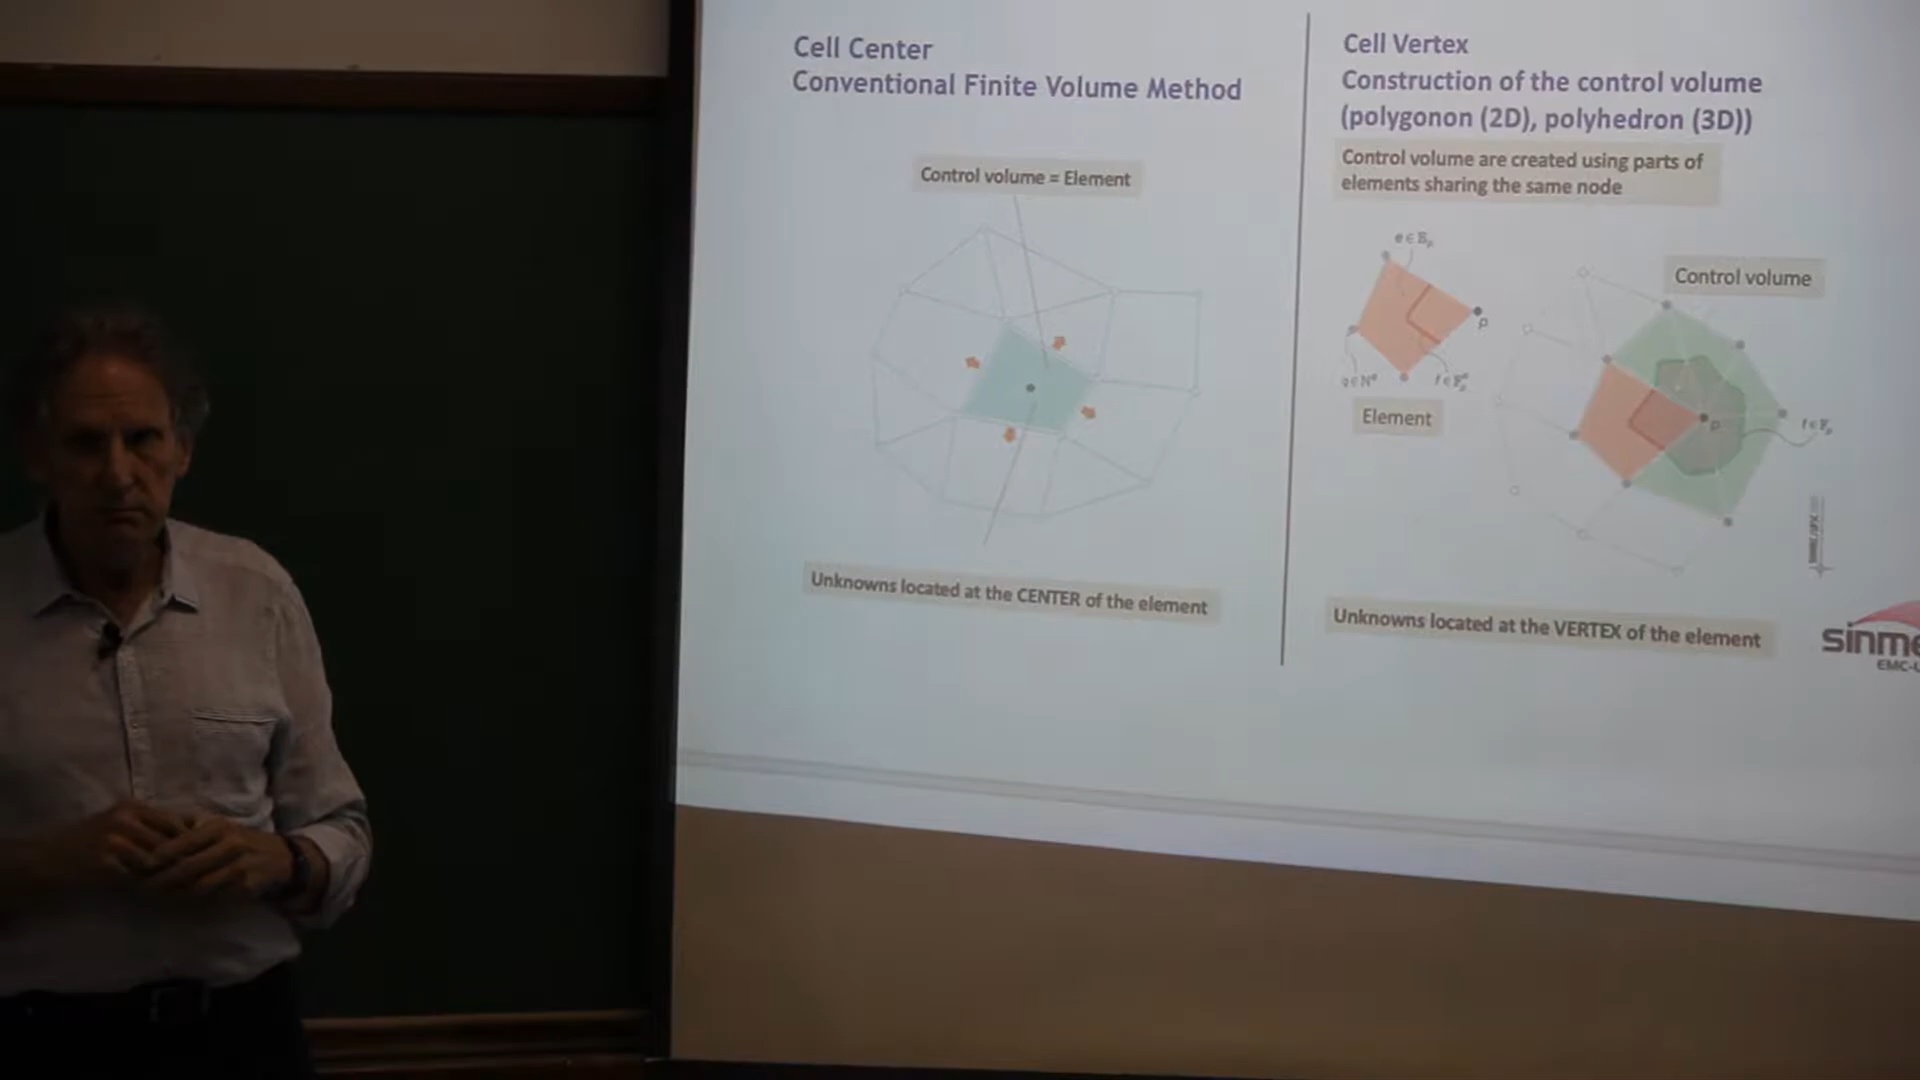 Cell Center
Conventional Finite Volume Method
Control volume = Element
Unknowns located at the CENTER of the element
Cell Vertex
Construction of the control volume
(polygonon (2D), polyhedron (3D))
Control volume are created using parts of
elements sharing the same node
p
Element
Control volume
p
Unknowns located at the VERTEX of the element
sinme
EMC-U